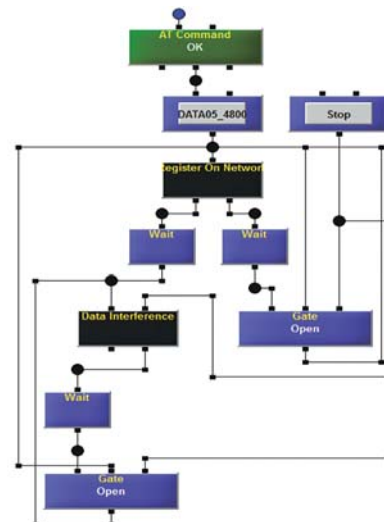 AT Command
OK
DATA05_4800
Stop
Register On Network
Wait
Wait
Data Interference
Gate
Open
Wait
Gate
Open